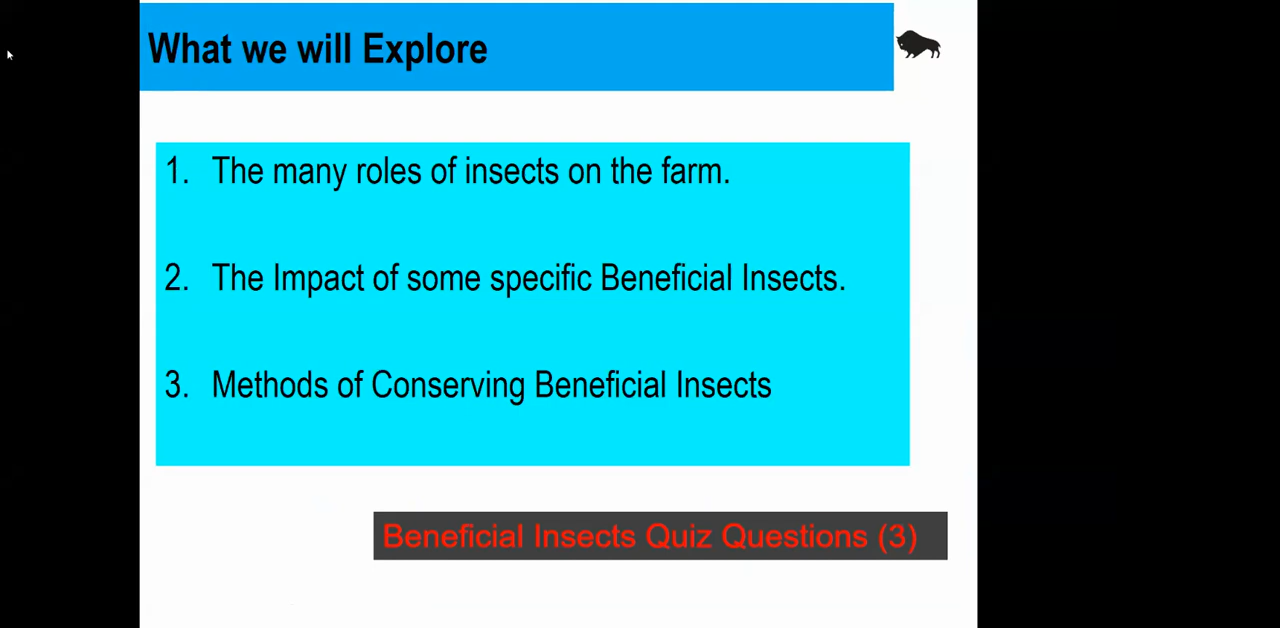 What we will Explore
1. The many roles of insects on the farm.
2. The Impact of some specific Beneficial Insects.
3. Methods of Conserving Beneficial Insects
Beneficial Insects Quiz Questions (3)